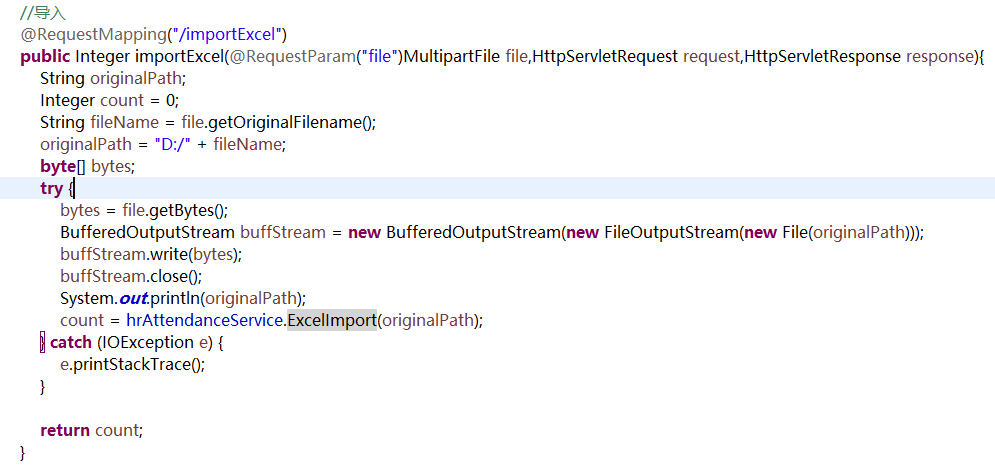 //导入
@RequestMapping("/importExcel")
public Integer importExcel(@RequestParam("file")MultipartFile file,HttpServletRequest request,HttpServletResponse response){
String originalPath;
Integer count = 0;
String fileName = file.getOriginalFilename();
originalPath = "D:/" + fileName;
byte[] bytes;
try {
bytes = file.getBytes();
BufferedOutputStream buffStream = new BufferedOutputStream(new FileOutputStream(new File(originalPath)));
buffStream.write(bytes);
buffStream.close();
System.out.println(originalPath);
count = hrAttendanceService.ExcelImport(originalPath);
} catch (IOException e) {
e.printStackTrace();
}
return count;
}